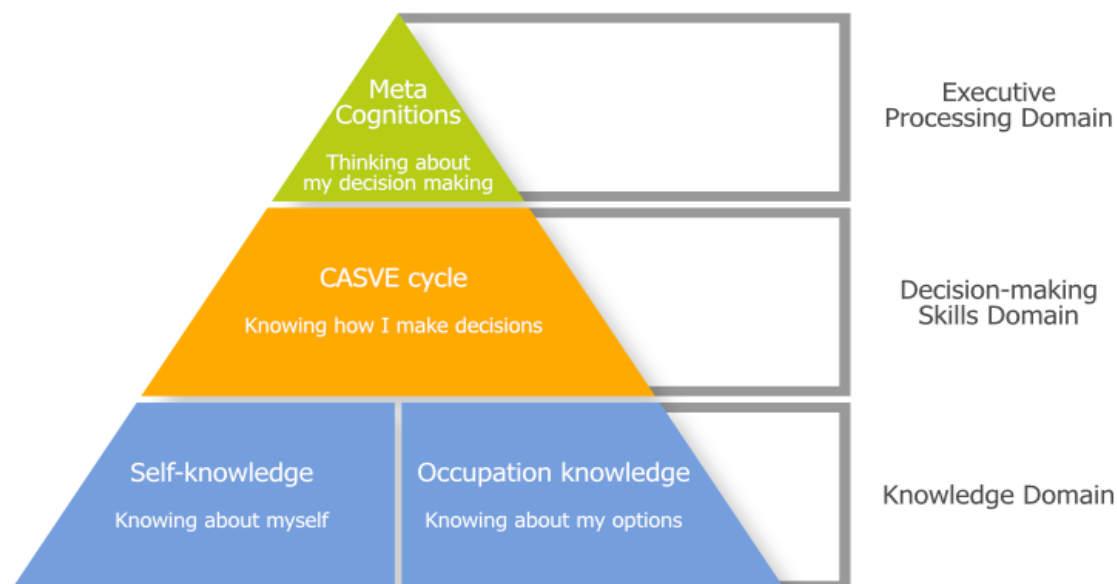 Meta
Cognitions
Thinking about
my decision making
Executive
Processing Domain
CASVE cycle
Knowing how I make decisions
Decision-making
Skills Domain
Self-knowledge
Knowing about myself
Occupation knowledge
Knowing about my options
Knowledge Domain